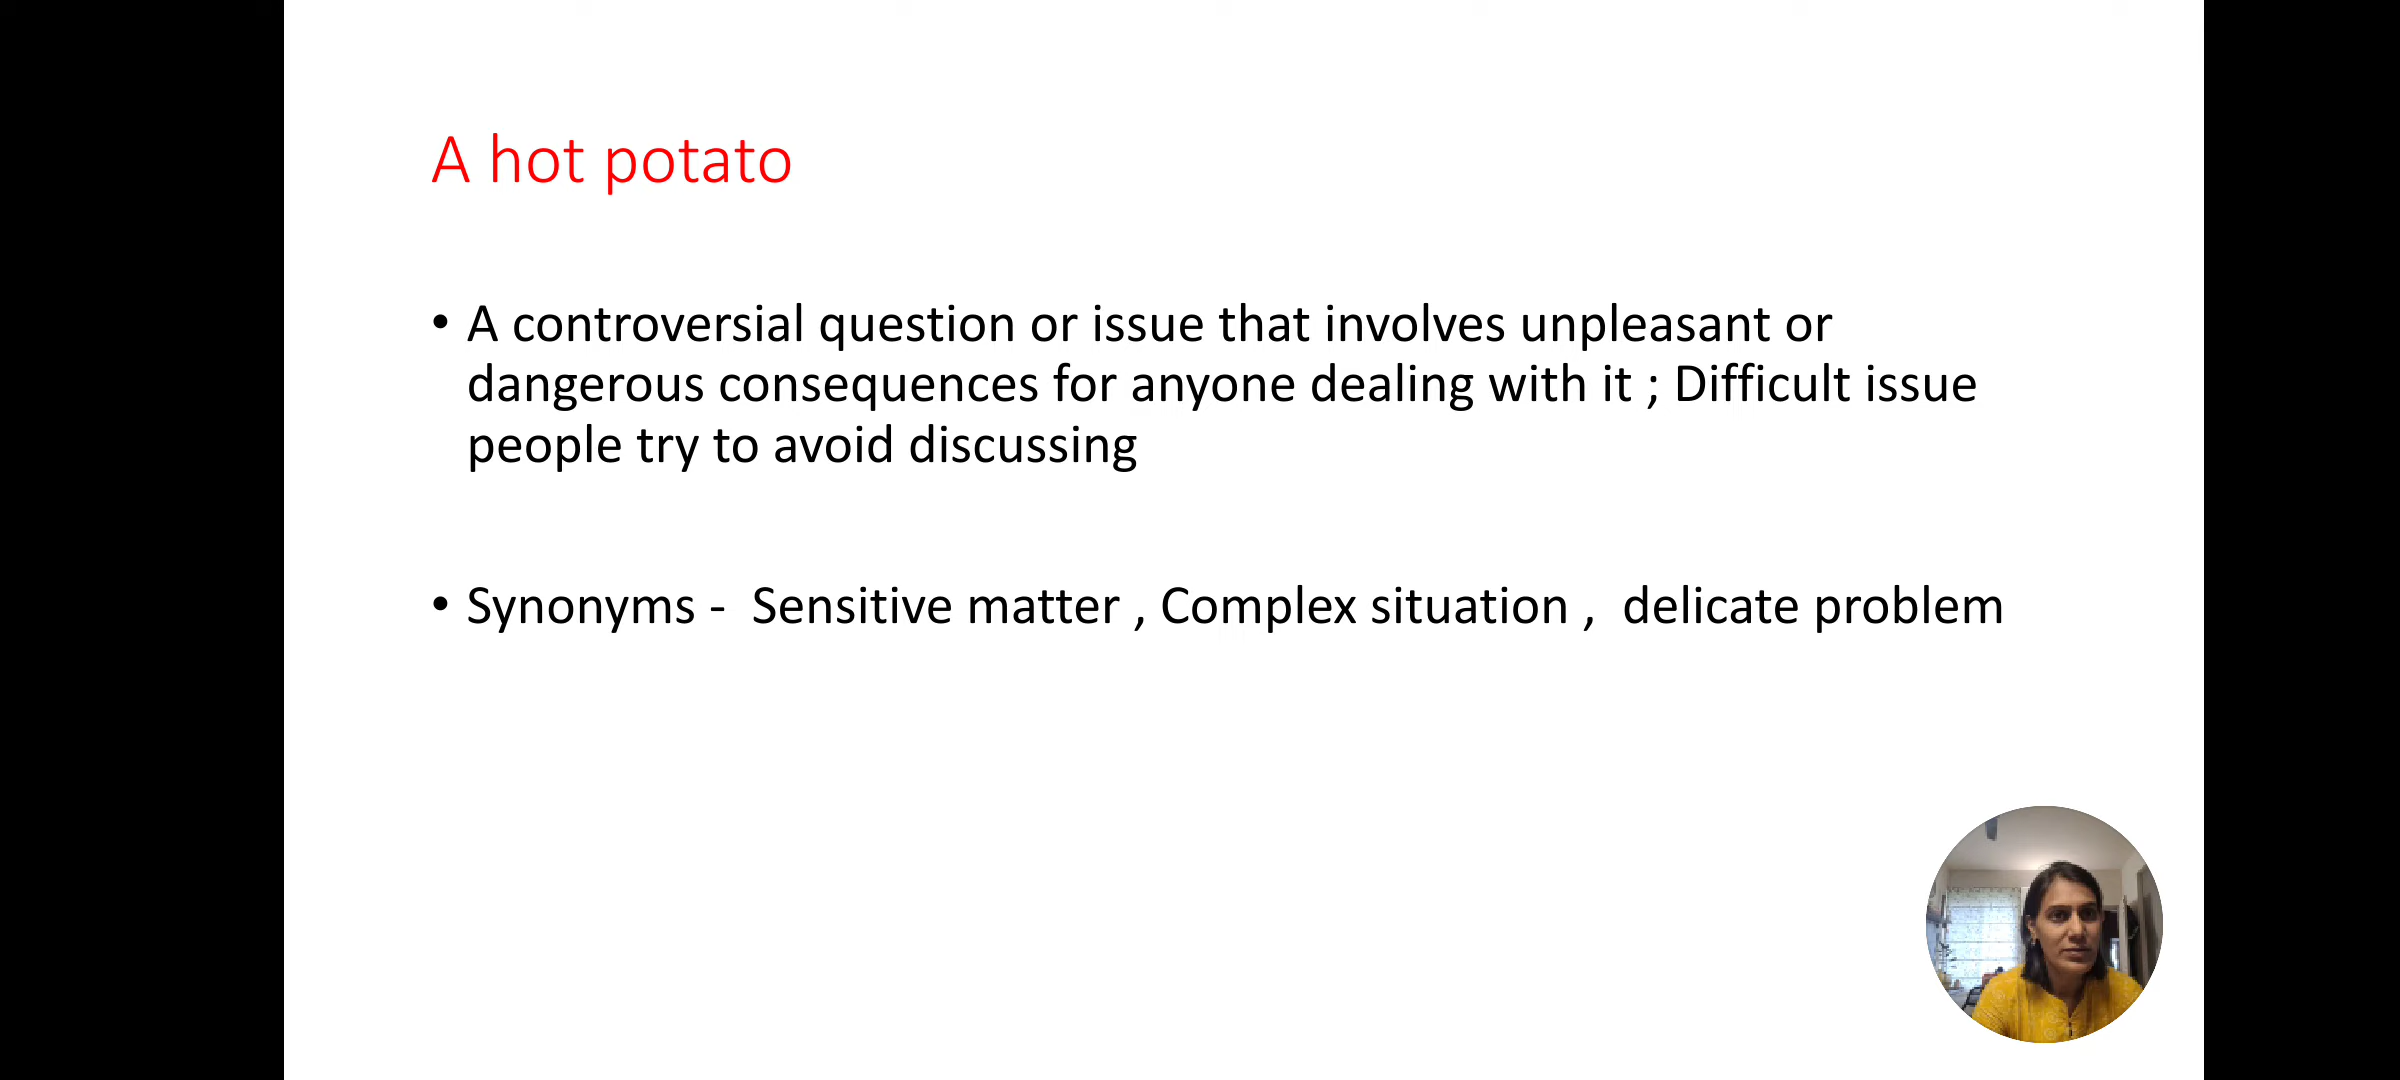 A hot potato
• A controversial question or issue that involves unpleasant or
dangerous consequences for anyone dealing with it ; Difficult issue
people try to avoid discussing
• Synonyms -  Sensitive matter , Complex situation ,  delicate problem